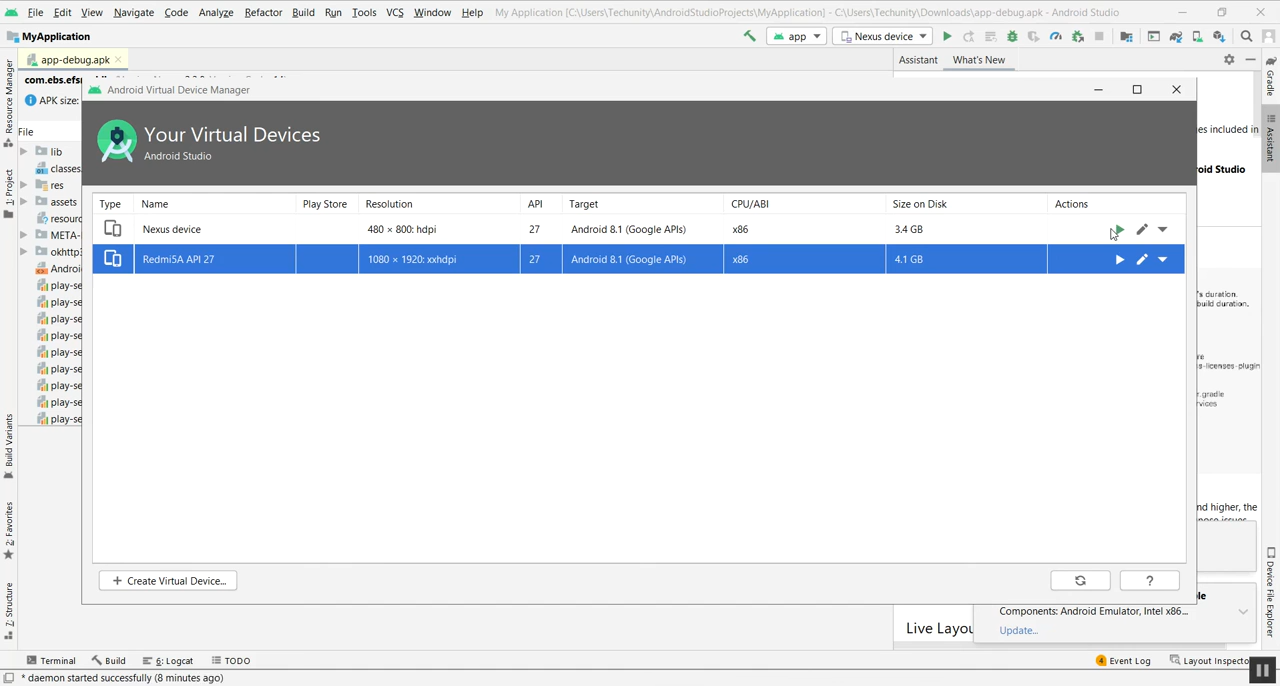 File Edit View Navigate Code Analyze Refactor Build Run Tools VCS Window Help My Application [C:\Users\Techunity\AndroidStudioProjects\MyApplication] - C:\Users\Techunity\Downloads\app-debug.apk - Android Studio
MyApplication
app
Nexus device
app-debug.apk
Assistant
What's New
com.ebs.efs
APK size:
Android Virtual Device Manager
Your Virtual Devices
Android Studio
File
lib
classes
res
assets
resourc
META-
okhttp3
Androi
play-se
play-se
play-se
play-se
play-se
play-se
play-se
play-se
play-se
Type Name Play Store Resolution API Target CPU/ABI Size on Disk Actions
Nexus device 480 × 800: hdpi 27 Android 8.1 (Google APIs) x86 3.4 GB
Redmi5A API 27 1080 × 1920: xxhdpi 27 Android 8.1 (Google APIs) x86 4.1 GB
+ Create Virtual Device...
?
es included in
roid Studio
's duration.
build duration.
s-licenses-plugin
r.gradle
rvices
nd higher, the
Components: Android Emulator, Intel x86...
Update...
Live Layou
Resource Manager
1: Project
Build Variants
2: Favorites
Z: Structure
Gradle
Assistant
Device File Explorer
Terminal Build 6: Logcat TODO
4 Event Log Layout Inspecto
* daemon started successfully (8 minutes ago)